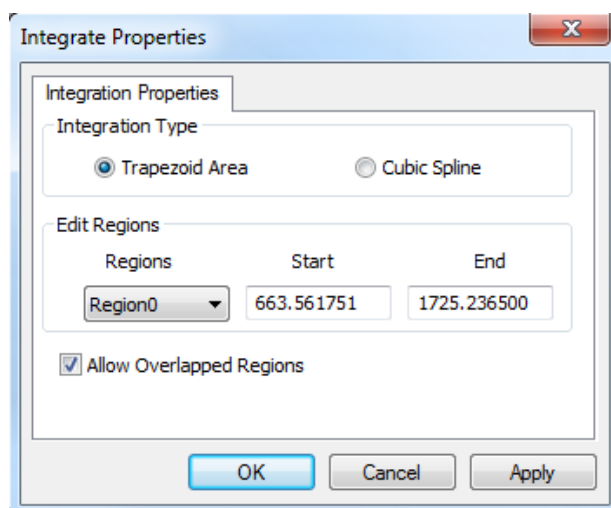 Integrate Properties
Integration Properties
Integration Type
Trapezoid Area Cubic Spline
Edit Regions
Regions Start End
Region0 663.561751 1725.236500
Allow Overlapped Regions
OK Cancel Apply